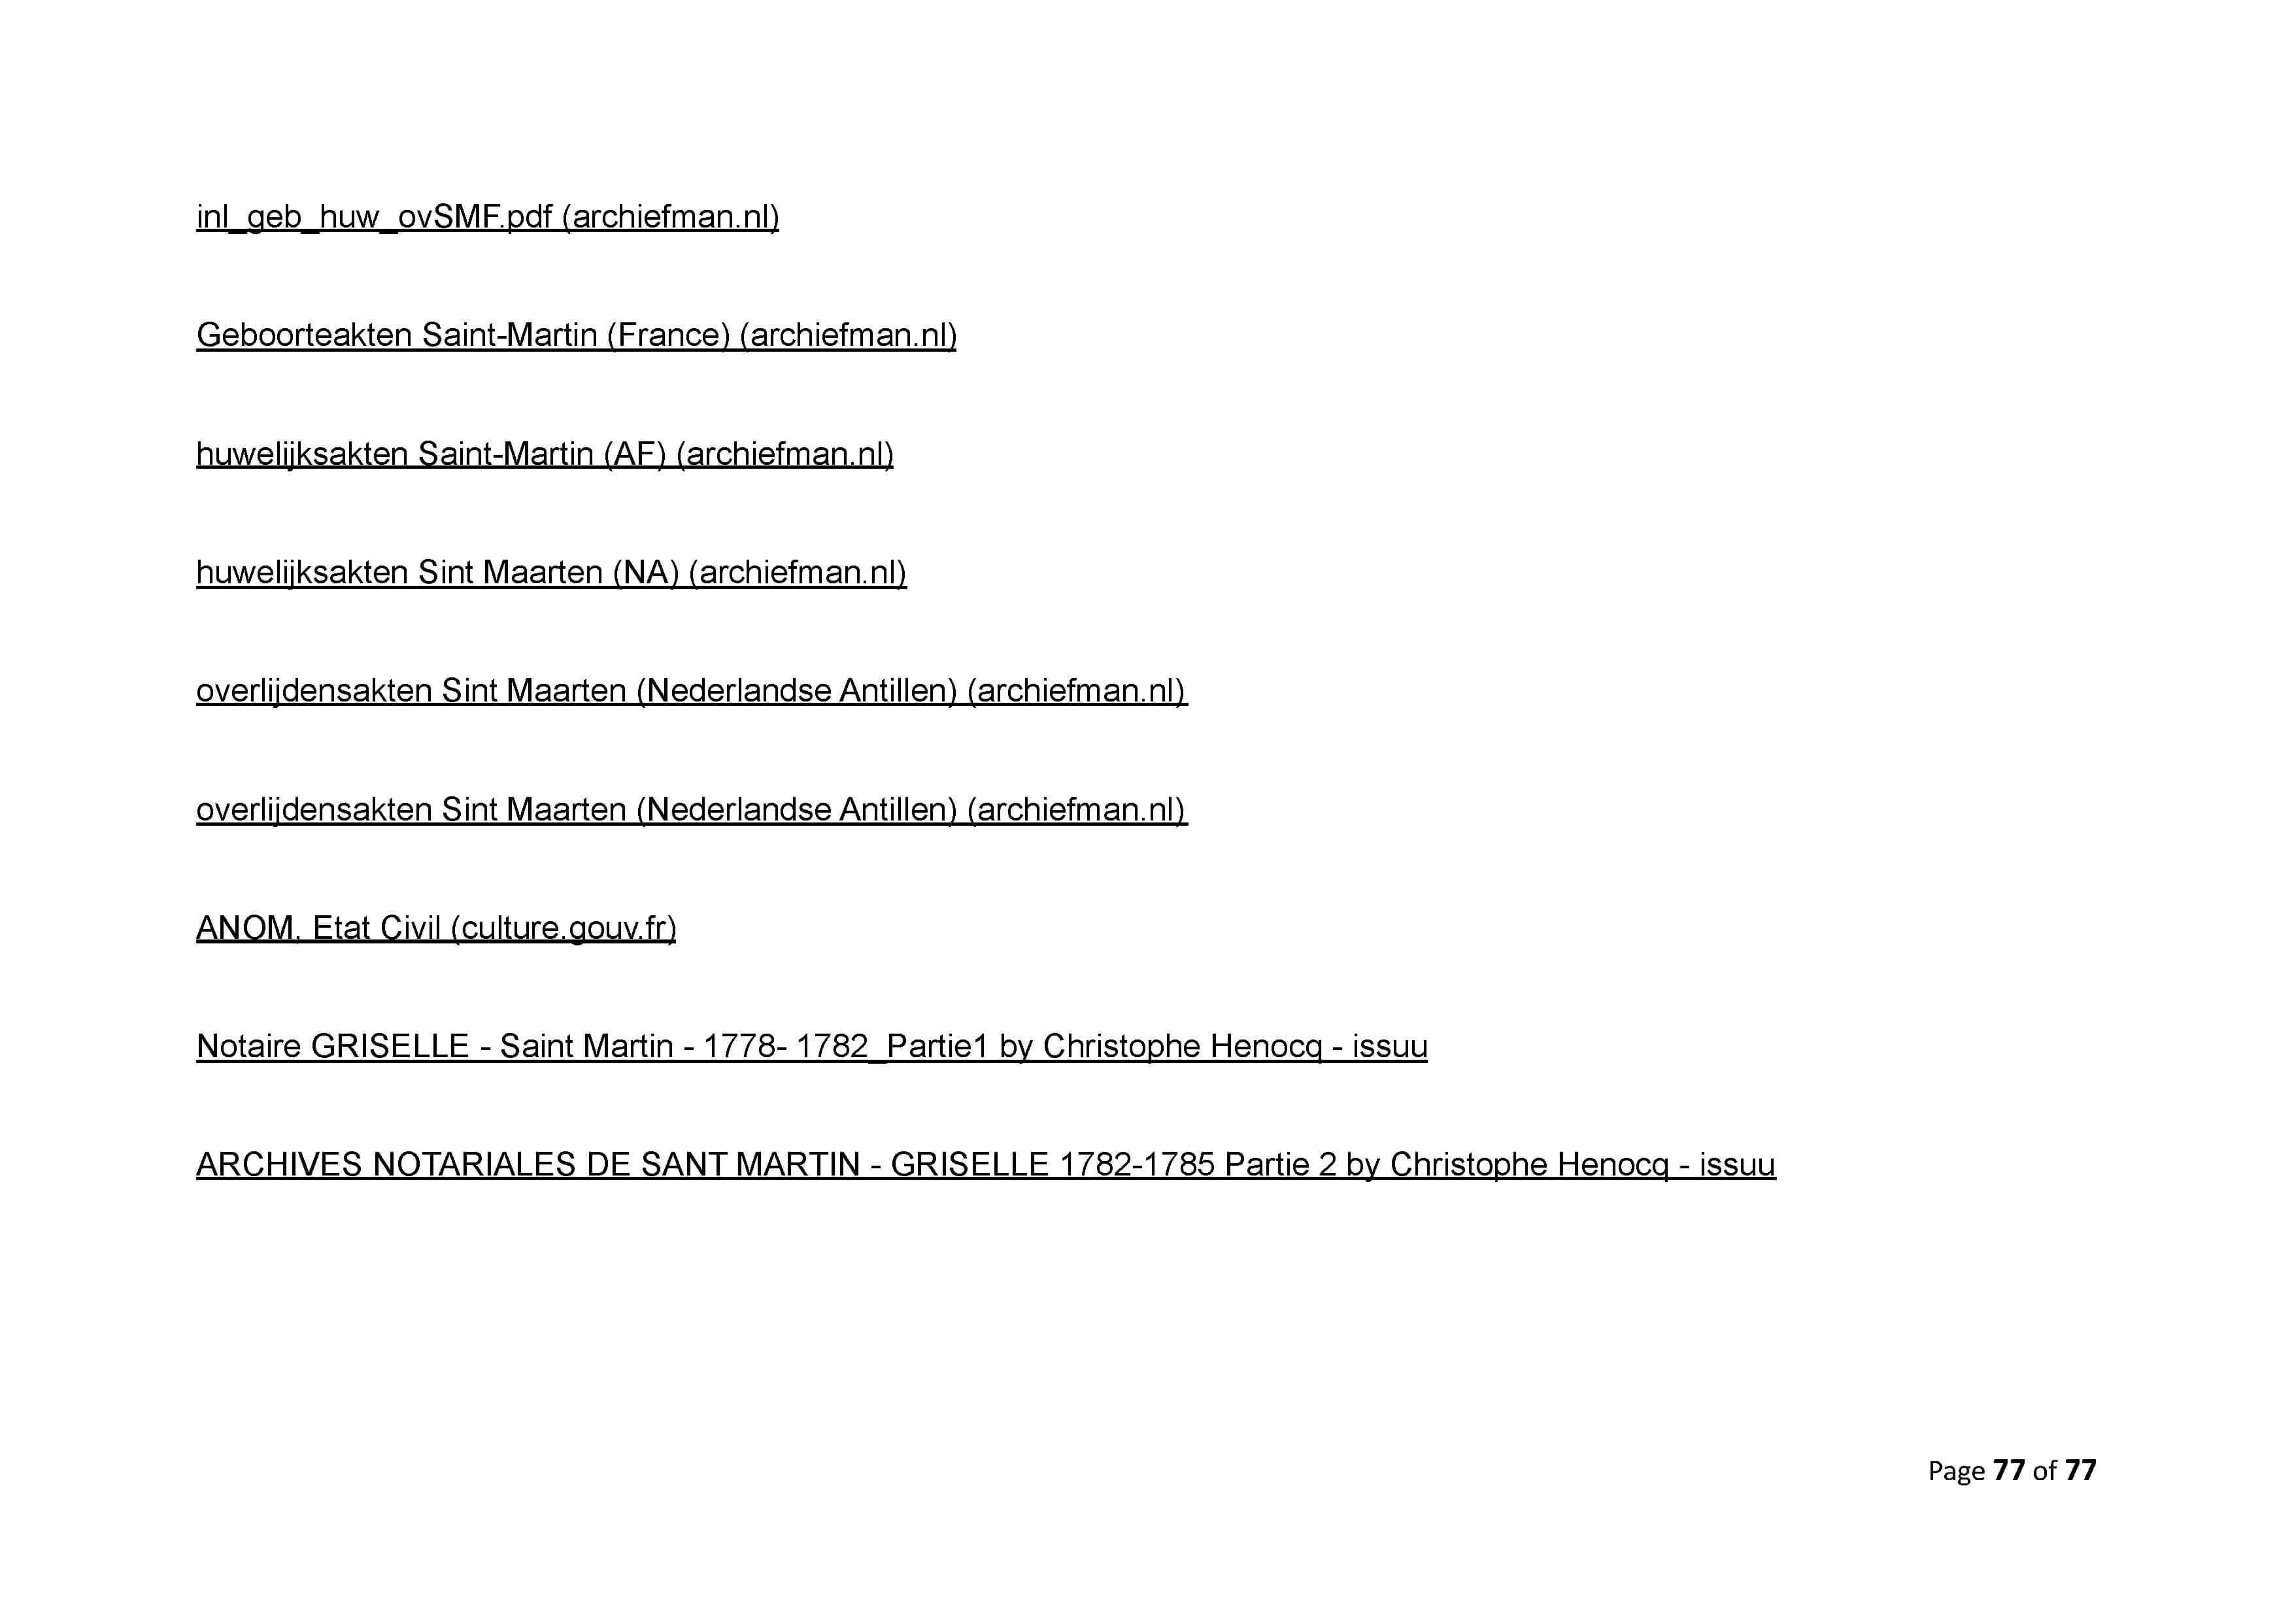 inl_geb_huw_ovSMF.pdf (archiefman.nl)
Geboorteakten Saint-Martin (France) (archiefman.nl)
huwelijksakten Saint-Martin (AF) (archiefman.nl)
huwelijksakten Sint Maarten (NA) (archiefman.nl)
overlijdensakten Sint Maarten (Nederlandse Antillen) (archiefman.nl)
overlijdensakten Sint Maarten (Nederlandse Antillen) (archiefman.nl)
ANOM, Etat Civil (culture.gouv.fr)
Notaire GRISELLE - Saint Martin - 1778- 1782_Partie1 by Christophe Henocq - issuu
ARCHIVES NOTARIALES DE SANT MARTIN - GRISELLE 1782-1785 Partie 2 by Christophe Henocq - issuu
Page 77 of 77